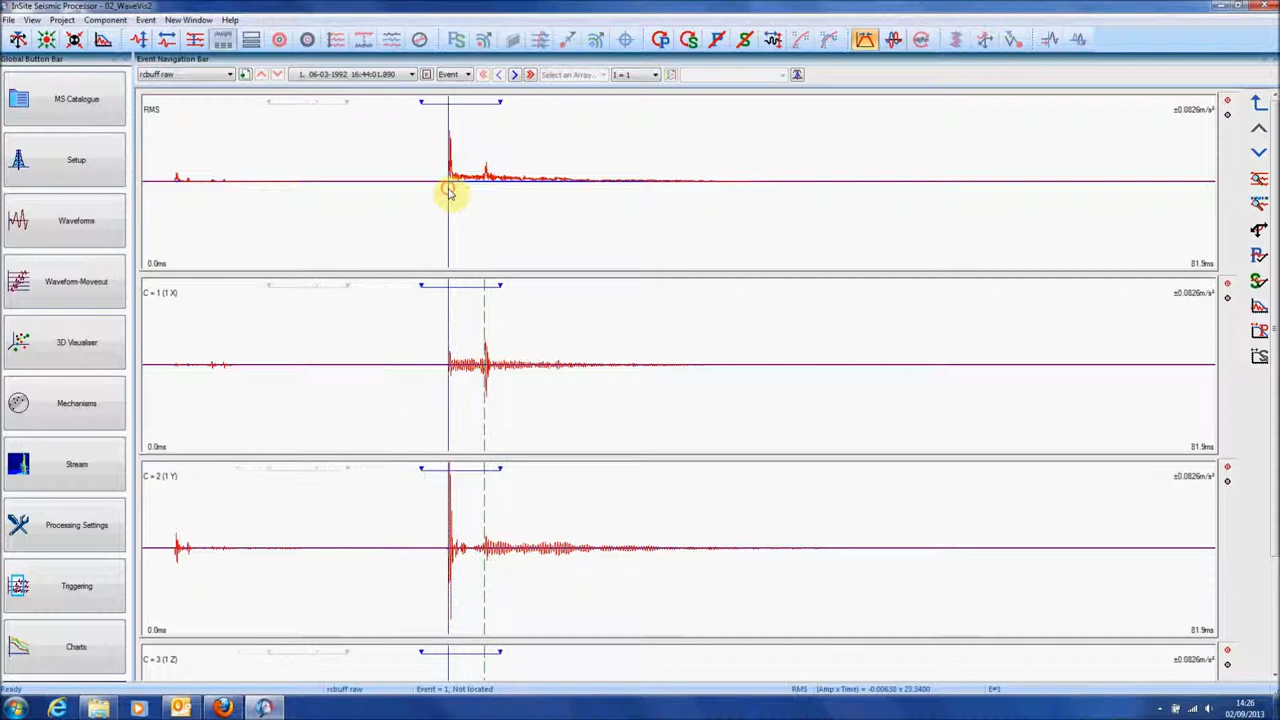 InSite Seismic Processor - 02_WaveVis2
File View Project Component Event New Window Help
Global Button Bar
Event Navigation Bar
rcbuff raw 1. 06-03-1992 16:44:01.890 Event Select an Array... I = 1
MS Catalogue
Setup
Waveforms
Waveform-Moveout
3D Visualiser
Mechanisms
Stream
Processing Settings
Triggering
Charts
RMS ±0.0826m/s²
0.0ms 81.9ms
C = 1 (1 X) ±0.0826m/s²
0.0ms 81.9ms
C = 2 (1 Y) ±0.0826m/s²
0.0ms 81.9ms
C = 3 (1 Z) ±0.0826m/s²
Ready rcbuff raw Event = 1, Not located RMS (Amp x Time) = -0.00638 x 23.3400 E#1
14:26
02/09/2013